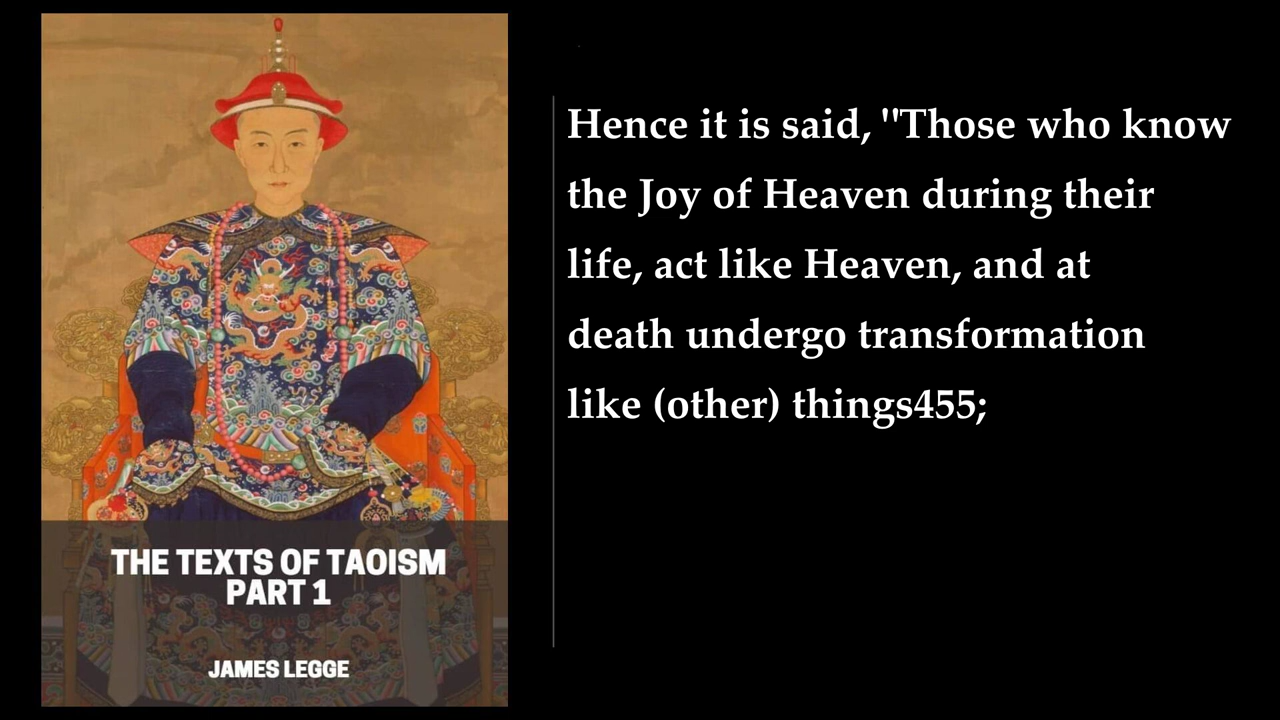 THE TEXTS OF TAOISM
PART 1
JAMES LEGGE
Hence it is said, "Those who know
the Joy of Heaven during their
life, act like Heaven, and at
death undergo transformation
like (other) things455;